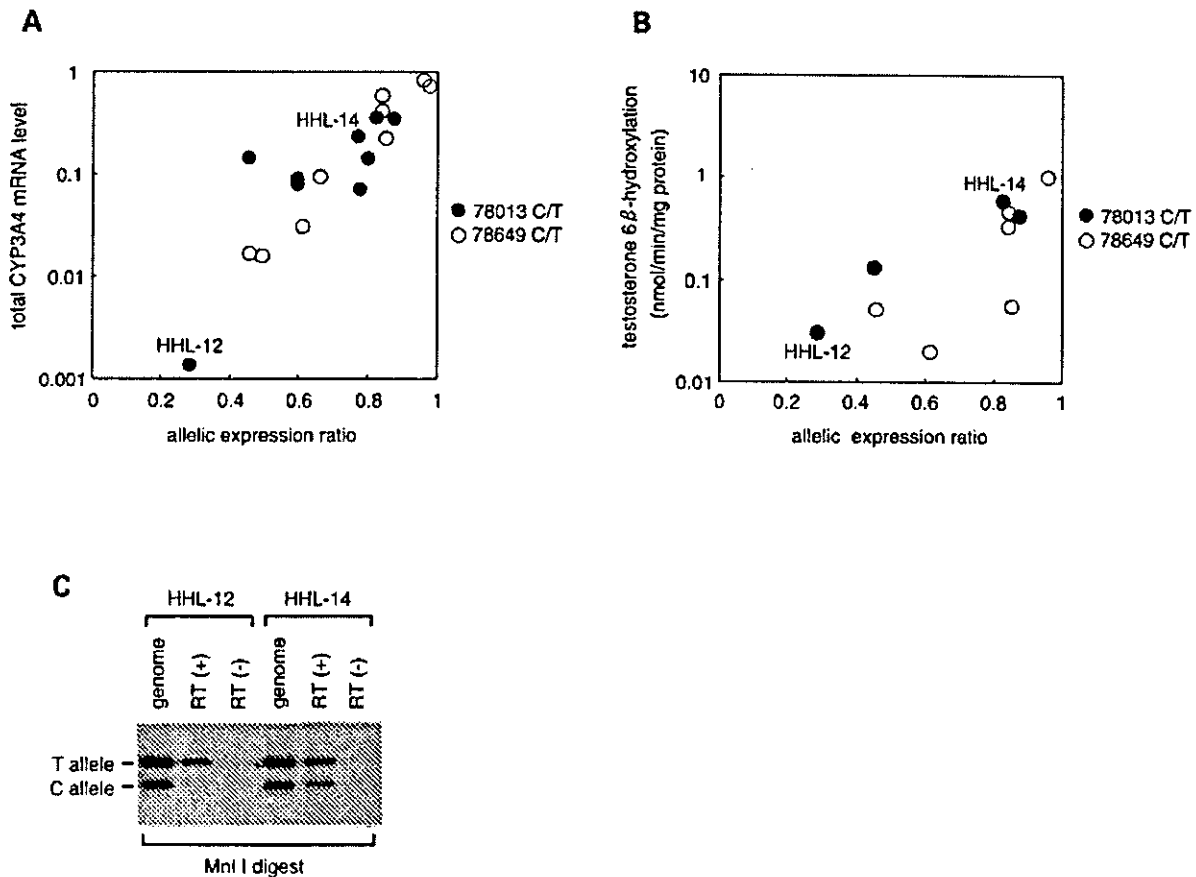 A
total CYP3A4 mRNA level
1
0.1
0.01
0.001
HHL-14
HHL-12
0 0.2 0.4 0.6 0.8 1
allelic expression ratio
● 78013 C/T
○ 78649 C/T
B
testosterone 6β-hydroxylation
(nmol/min/mg protein)
10
1
0.1
0.01
HHL-14
HHL-12
0 0.2 0.4 0.6 0.8 1
allelic expression ratio
● 78013 C/T
○ 78649 C/T
C
HHL-12 HHL-14
genome RT (+) RT (-) genome RT (+) RT (-)
T allele –
C allele –
Mnl I digest